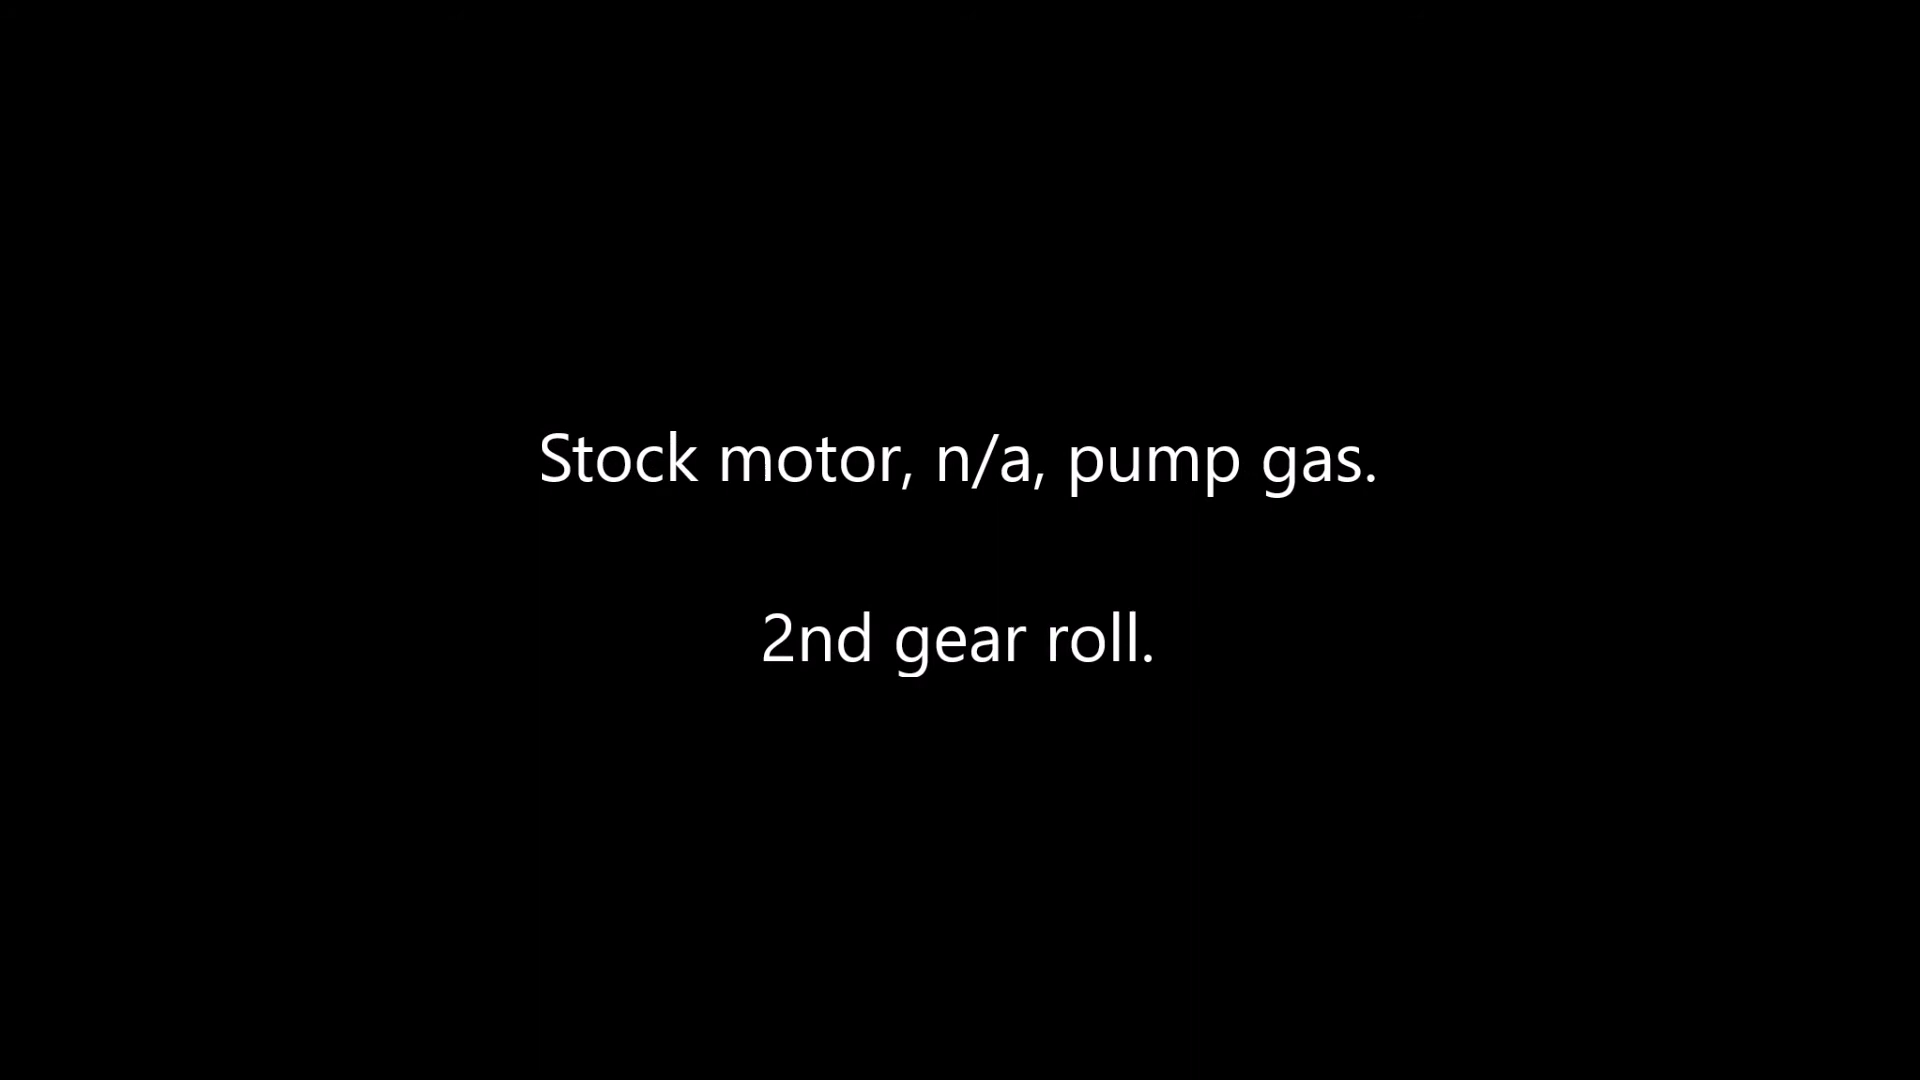 Stock motor, n/a, pump gas.
2nd gear roll.